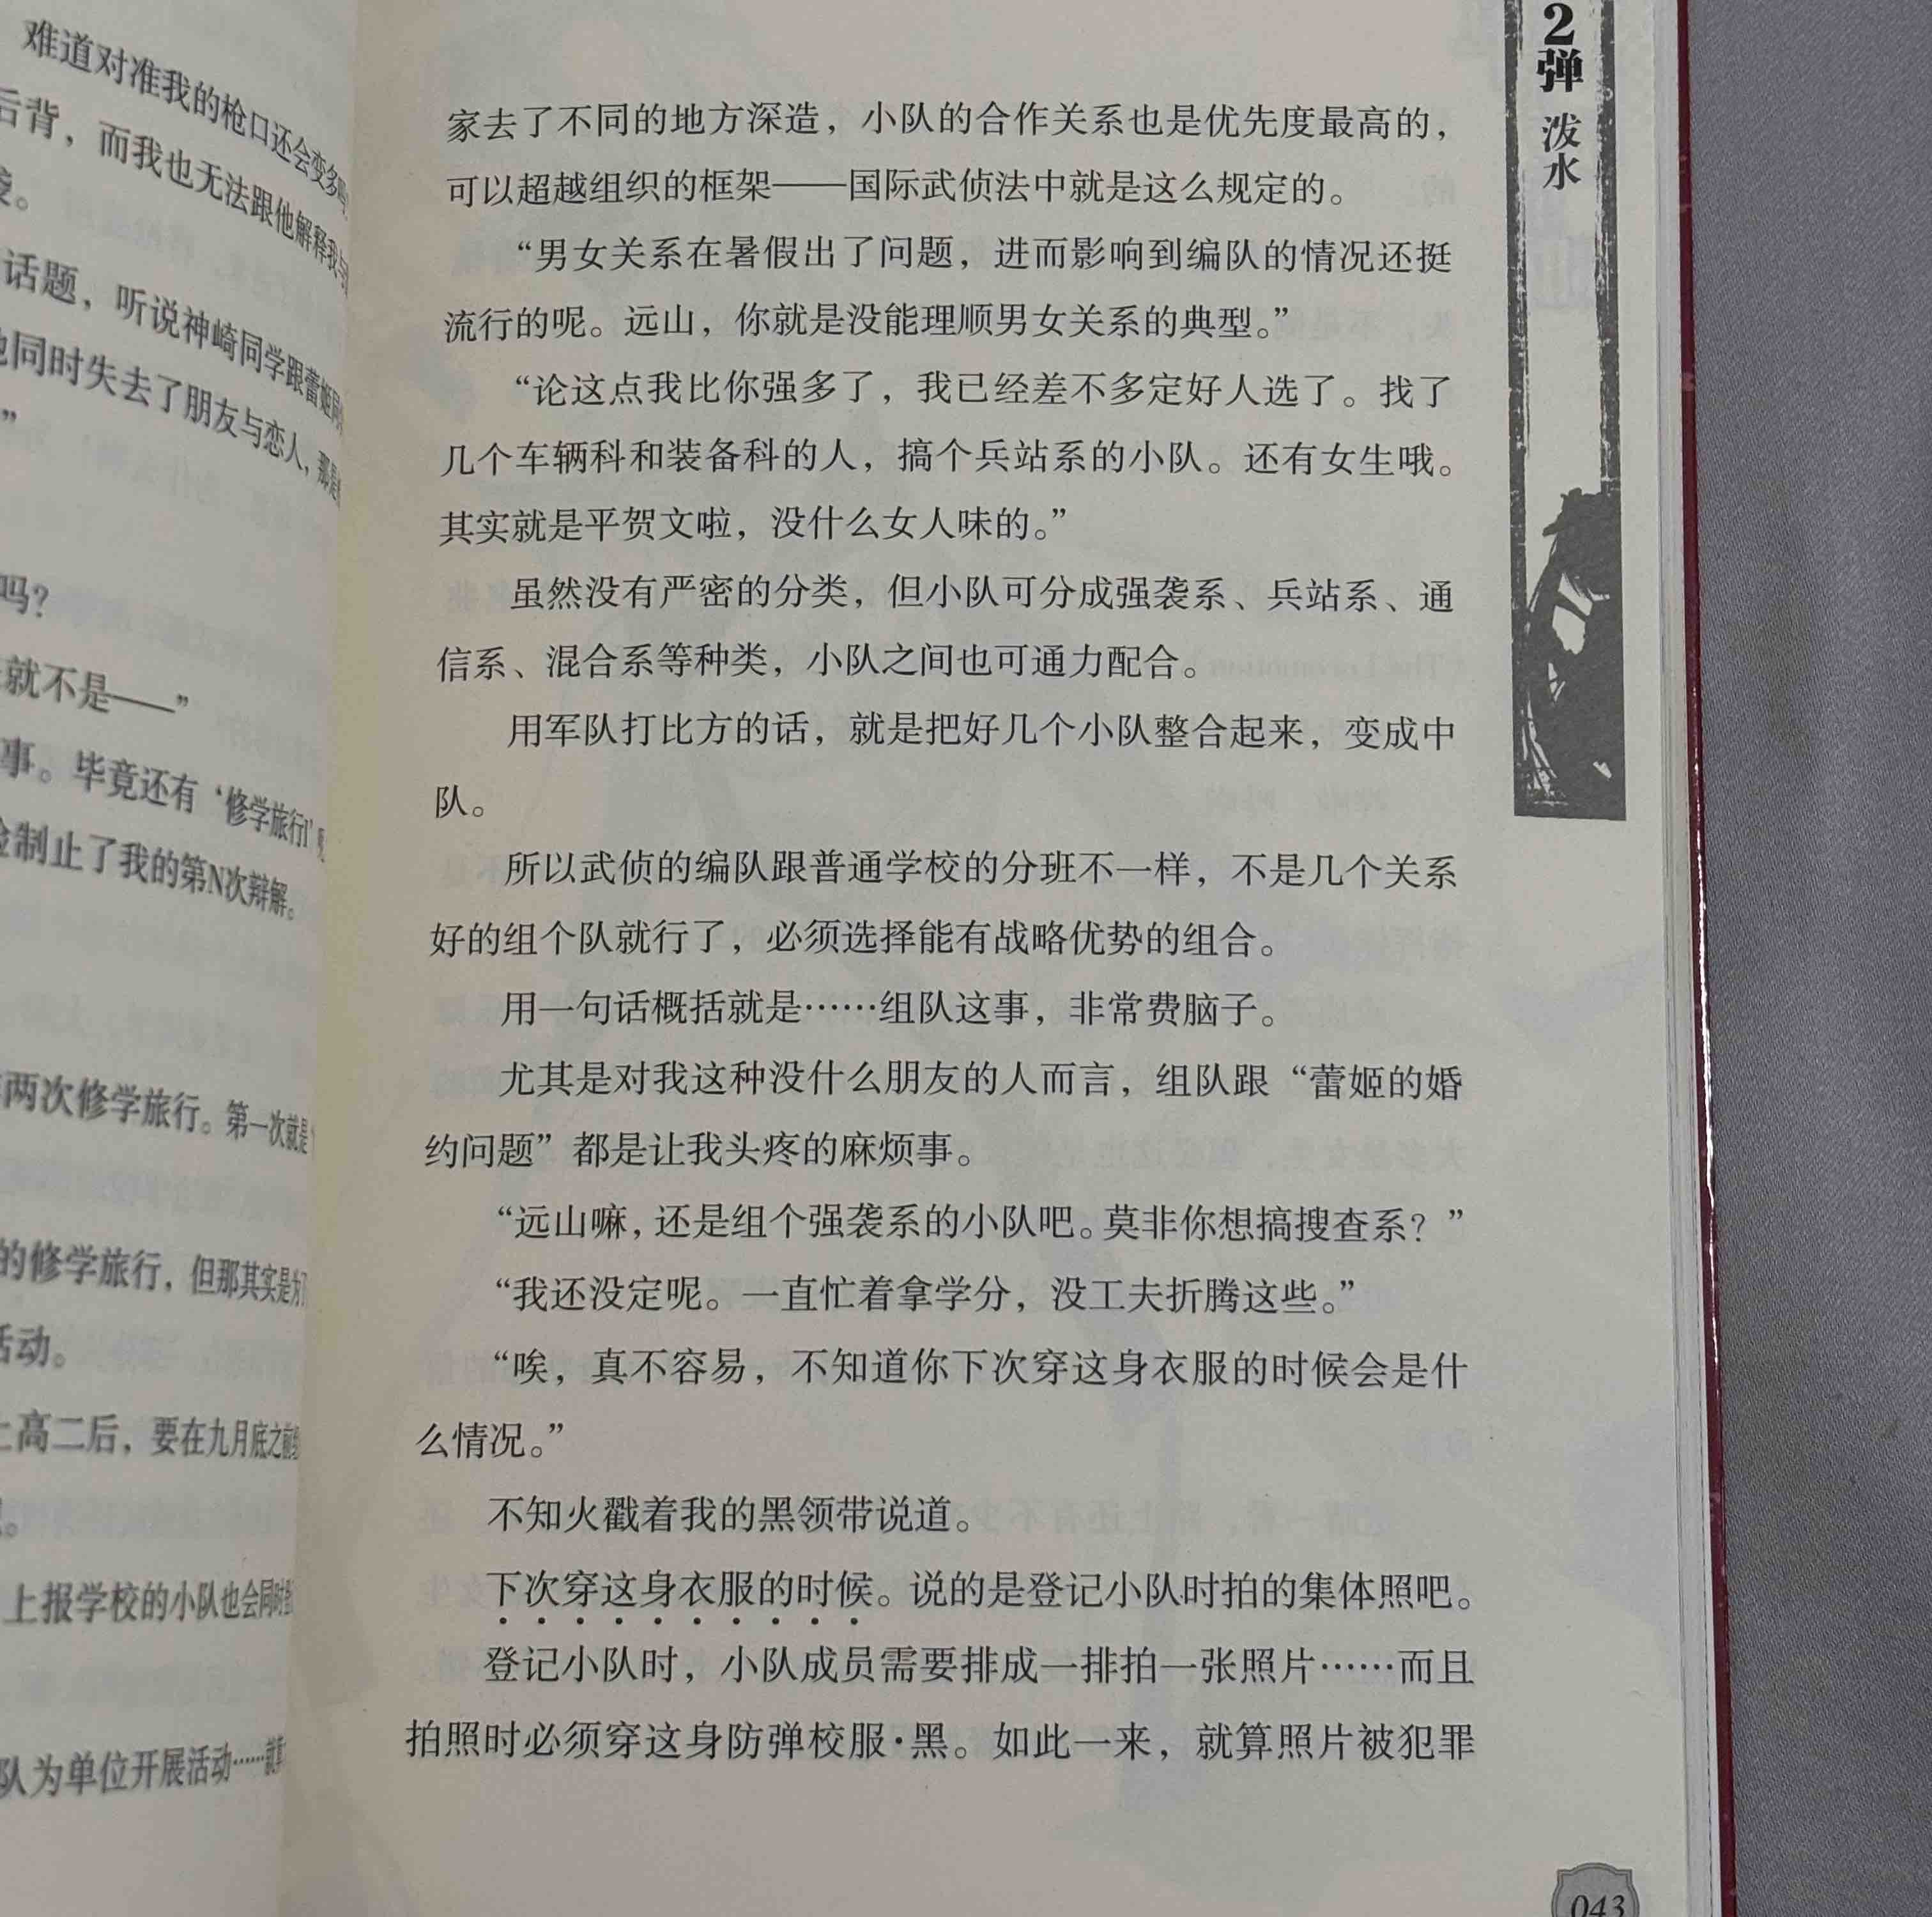 难道对准我的枪口还会变多吗
后背，而我也无法跟他解释我与
话题，听说神崎同学跟蕾姬
同时失去了朋友与恋人，那是
”
吗？
就不是——”
事。毕竟还有‘修学旅行Ⅰ’呢
制止了我的第N次辩解。
两次修学旅行。第一次就是
的修学旅行，但那其实是为了
活动。
上高二后，要在九月底之前
上报学校的小队也会同时
队为单位开展活动……就
2弹 泼水
家去了不同的地方深造，小队的合作关系也是优先度最高的，
可以超越组织的框架——国际武侦法中就是这么规定的。
“男女关系在暑假出了问题，进而影响到编队的情况还挺
流行的呢。远山，你就是没能理顺男女关系的典型。”
“论这点我比你强多了，我已经差不多定好人选了。找了
几个车辆科和装备科的人，搞个兵站系的小队。还有女生哦。
其实就是平贺文啦，没什么女人味的。”
虽然没有严密的分类，但小队可分成强袭系、兵站系、通
信系、混合系等种类，小队之间也可通力配合。
用军队打比方的话，就是把好几个小队整合起来，变成中
队。
所以武侦的编队跟普通学校的分班不一样，不是几个关系
好的组个队就行了，必须选择能有战略优势的组合。
用一句话概括就是……组队这事，非常费脑子。
尤其是对我这种没什么朋友的人而言，组队跟“蕾姬的婚
约问题”都是让我头疼的麻烦事。
“远山嘛，还是组个强袭系的小队吧。莫非你想搞搜查系？”
“我还没定呢。一直忙着拿学分，没工夫折腾这些。”
“唉，真不容易，不知道你下次穿这身衣服的时候会是什
么情况。”
不知火戳着我的黑领带说道。
下次穿这身衣服的时候。说的是登记小队时拍的集体照吧。
登记小队时，小队成员需要排成一排拍一张照片……而且
拍照时必须穿这身防弹校服·黑。如此一来，就算照片被犯罪
043